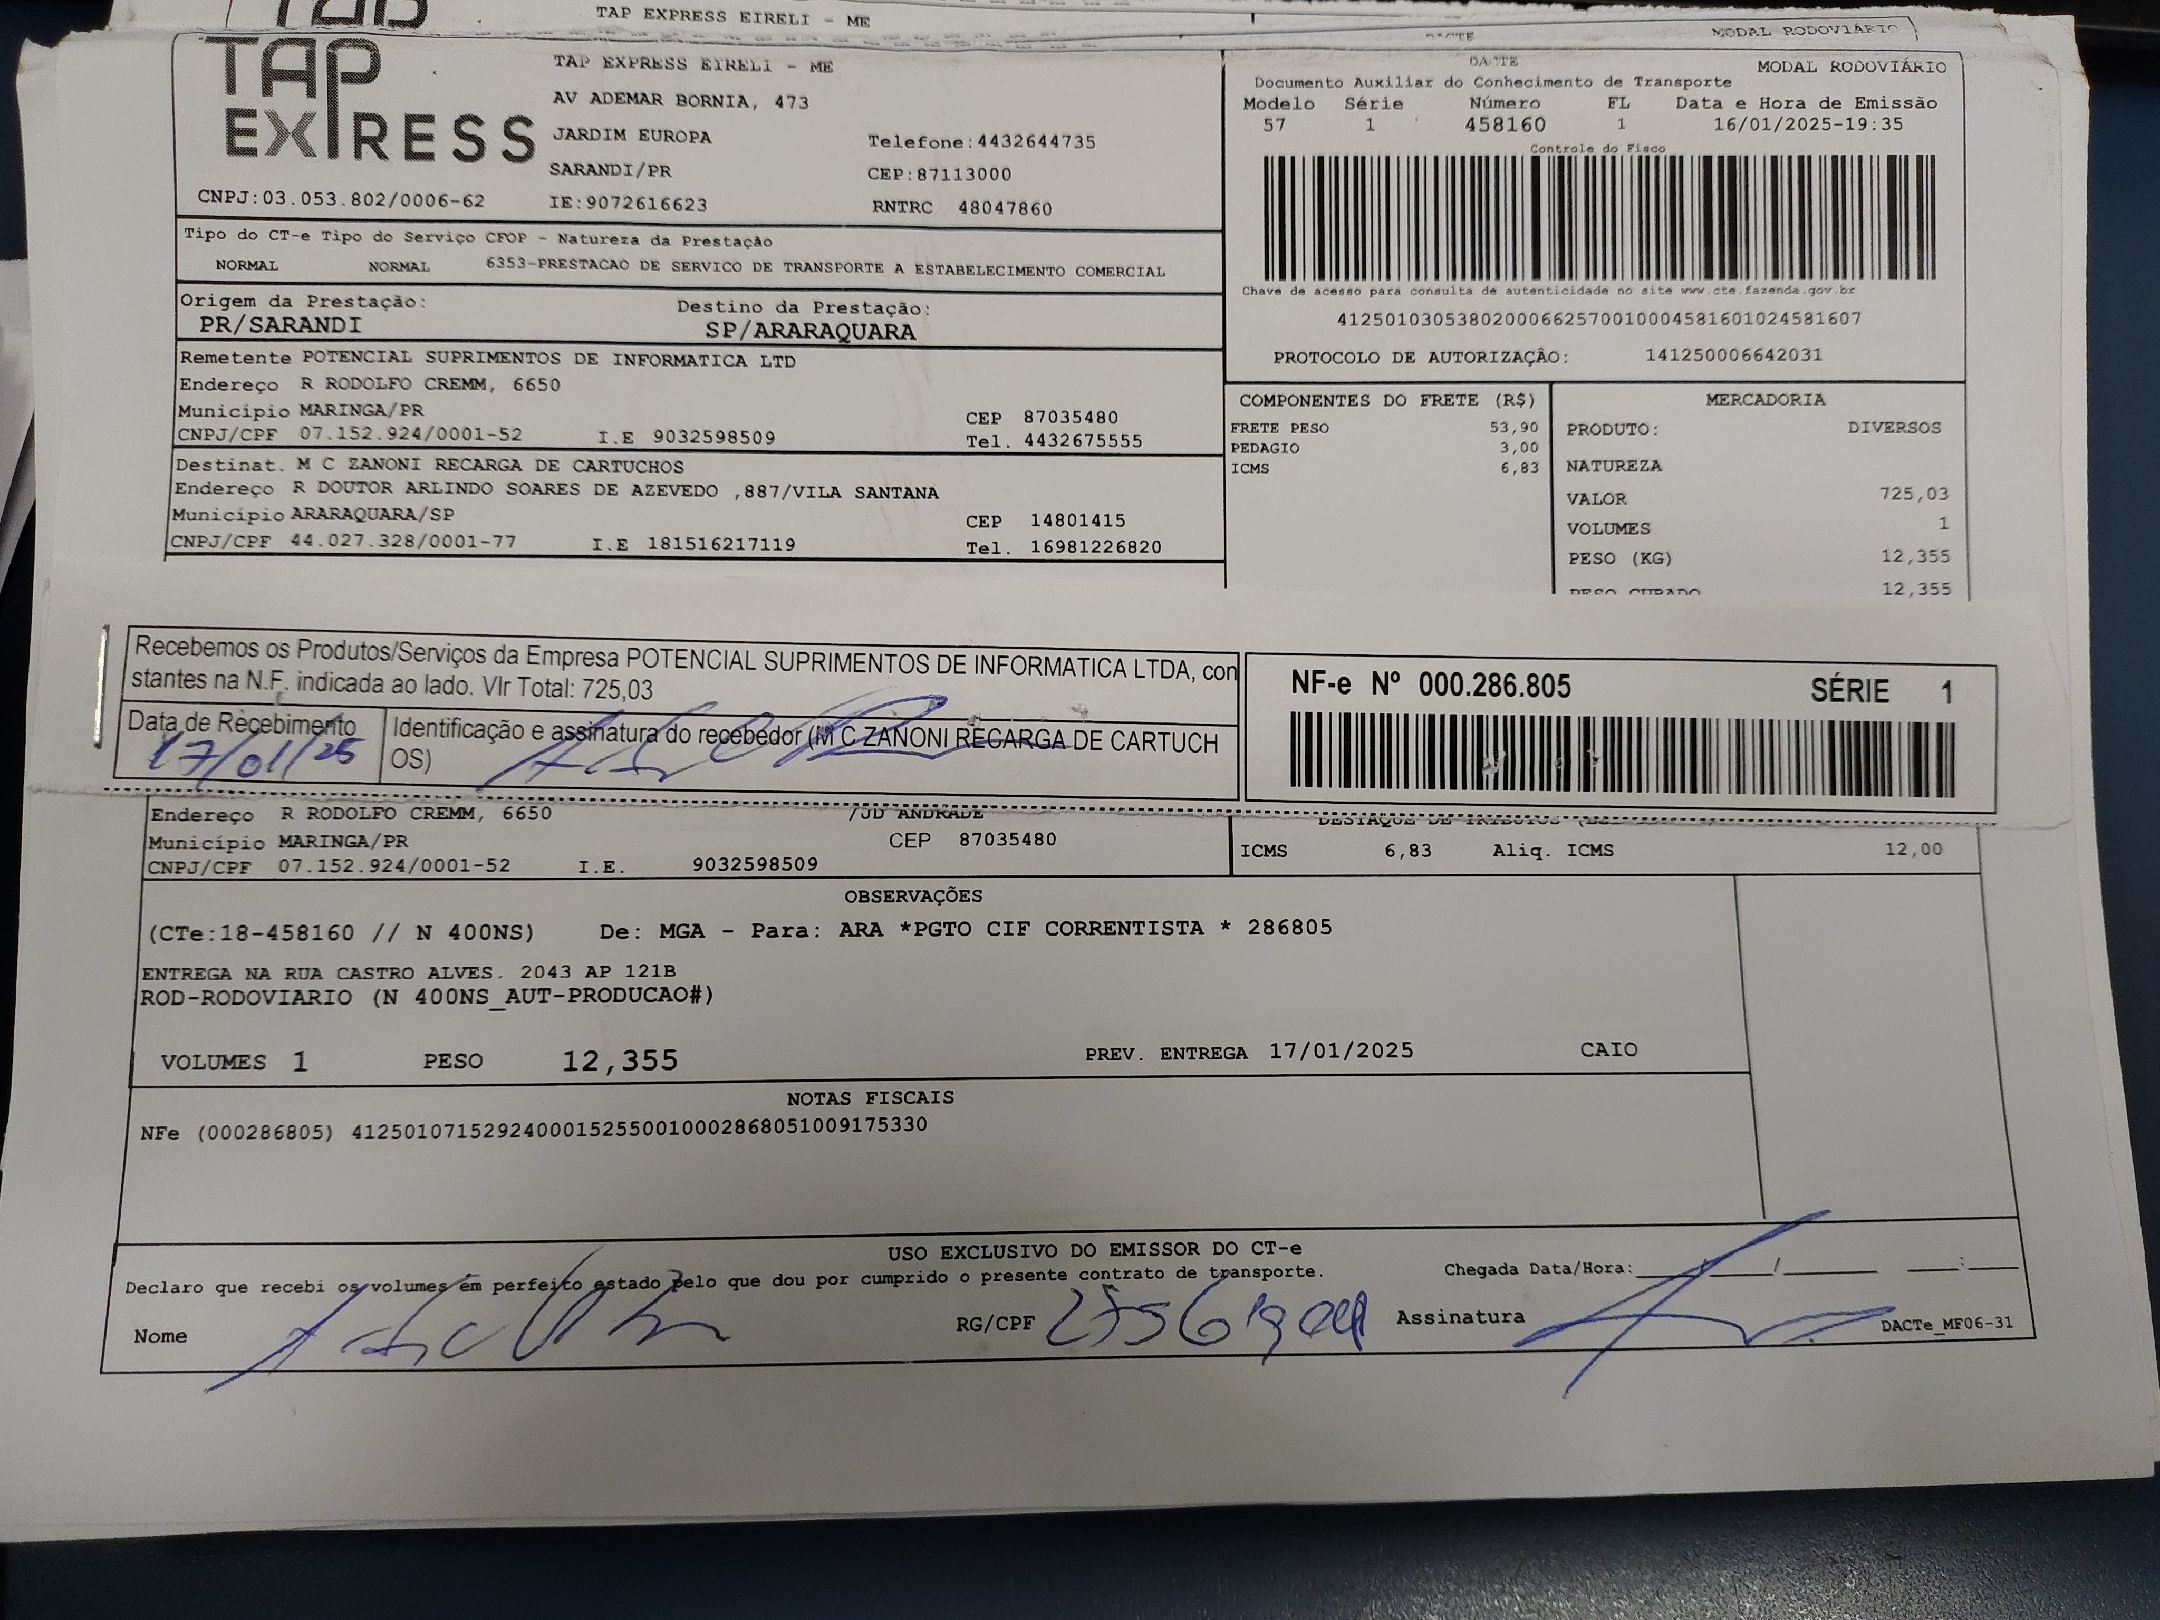 TAP EXPRESS EIRELI - ME
MODAL RODOVIÁRIO
TAP EXPRESS
TAP EXPRESS EIRELI - ME
AV ADEMAR BORNIA, 473
JARDIM EUROPA Telefone:4432644735
SARANDI/PR CEP:87113000
CNPJ:03.053.802/0006-62 IE:9072616623 RNTRC 48047860
DACTE MODAL RODOVIÁRIO
Documento Auxiliar do Conhecimento de Transporte
Modelo Série Número FL Data e Hora de Emissão
57 1 458160 1 16/01/2025-19:35
Controle do Fisco
Chave de acesso para consulta de autenticidade no site www.cte.fazenda.gov.br
41250103053802000662570010004581601024581607
PROTOCOLO DE AUTORIZAÇÃO: 141250006642031
Tipo do CT-e Tipo do Serviço CFOP - Natureza da Prestação
NORMAL NORMAL 6353-PRESTACAO DE SERVICO DE TRANSPORTE A ESTABELECIMENTO COMERCIAL
Origem da Prestação: Destino da Prestação:
PR/SARANDI SP/ARARAQUARA
Remetente POTENCIAL SUPRIMENTOS DE INFORMATICA LTD
Endereço R RODOLFO CREMM, 6650
Município MARINGA/PR CEP 87035480
CNPJ/CPF 07.152.924/0001-52 I.E 9032598509 Tel. 4432675555
Destinat. M C ZANONI RECARGA DE CARTUCHOS
Endereço R DOUTOR ARLINDO SOARES DE AZEVEDO ,887/VILA SANTANA
Município ARARAQUARA/SP CEP 14801415
CNPJ/CPF 44.027.328/0001-77 I.E 181516217119 Tel. 16981226820
COMPONENTES DO FRETE (R$)
FRETE PESO 53,90
PEDAGIO 3,00
ICMS 6,83
MERCADORIA
PRODUTO: DIVERSOS
NATUREZA
VALOR 725,03
VOLUMES 1
PESO (KG) 12,355
PESO CUBADO 12,355
Recebemos os Produtos/Serviços da Empresa POTENCIAL SUPRIMENTOS DE INFORMATICA LTDA, con
stantes na N.F. indicada ao lado. Vlr Total: 725,03
Data de Recebimento Identificação e assinatura do recebedor (M C ZANONI RECARGA DE CARTUCH
17/01/25 OS)
NF-e Nº 000.286.805 SÉRIE 1
Endereço R RODOLFO CREMM, 6650 /JD ANDRADE
Município MARINGA/PR CEP 87035480
CNPJ/CPF 07.152.924/0001-52 I.E. 9032598509
ICMS 6,83 Aliq. ICMS 12,00
OBSERVAÇÕES
(CTe:18-458160 // N 400NS) De: MGA - Para: ARA *PGTO CIF CORRENTISTA * 286805
ENTREGA NA RUA CASTRO ALVES. 2043 AP 121B
ROD-RODOVIARIO (N 400NS_AUT-PRODUCAO#)
VOLUMES 1 PESO 12,355 PREV. ENTREGA 17/01/2025 CAIO
NOTAS FISCAIS
NFe (000286805) 41250107152924000152550010002868051009175330
USO EXCLUSIVO DO EMISSOR DO CT-e
Declaro que recebi os volumes em perfeito estado pelo que dou por cumprido o presente contrato de transporte. Chegada Data/Hora:___/___/___ __:__
Nome RG/CPF Assinatura DACTe_MF06-31